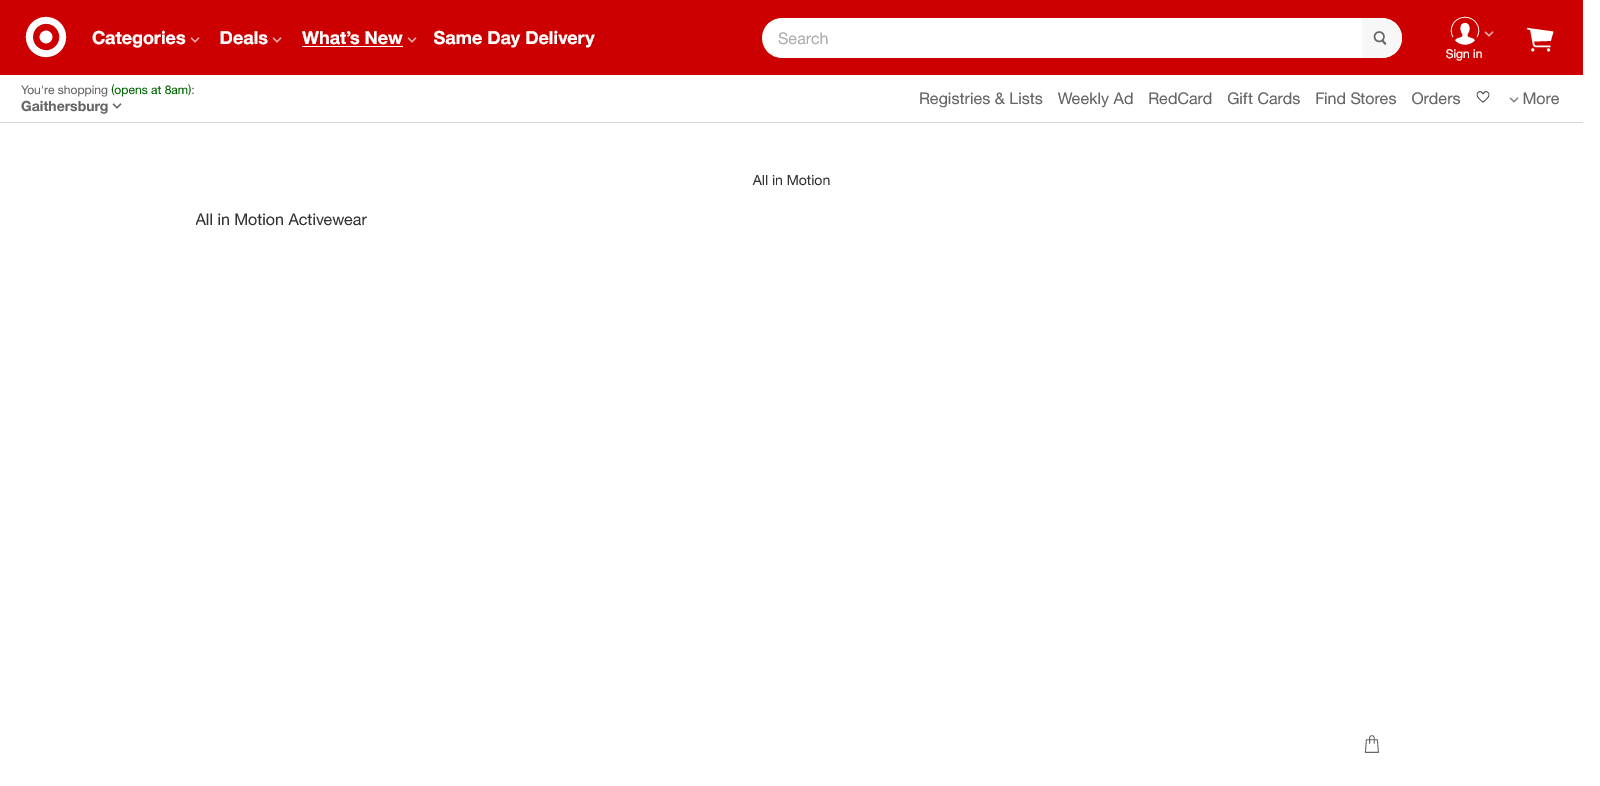 Categories Deals What's New Same Day Delivery Search Sign in
You're shopping (opens at 8am):
Gaithersburg
Registries & Lists Weekly Ad RedCard Gift Cards Find Stores Orders More
All in Motion
All in Motion Activewear